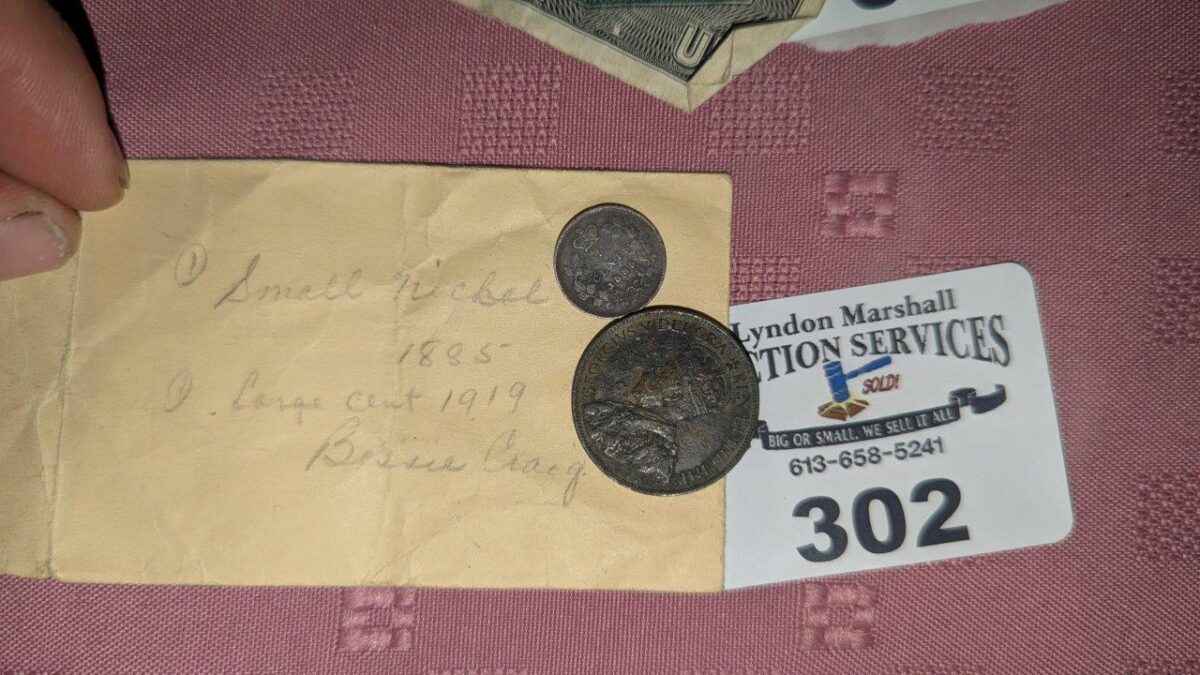 U
① Small Nickel
1885
① . Large cent 1919
Bessie Craig
Lyndon Marshall
CTION SERVICES
SOLD!
BIG OR SMALL, WE SELL IT ALL
613-658-5241
302